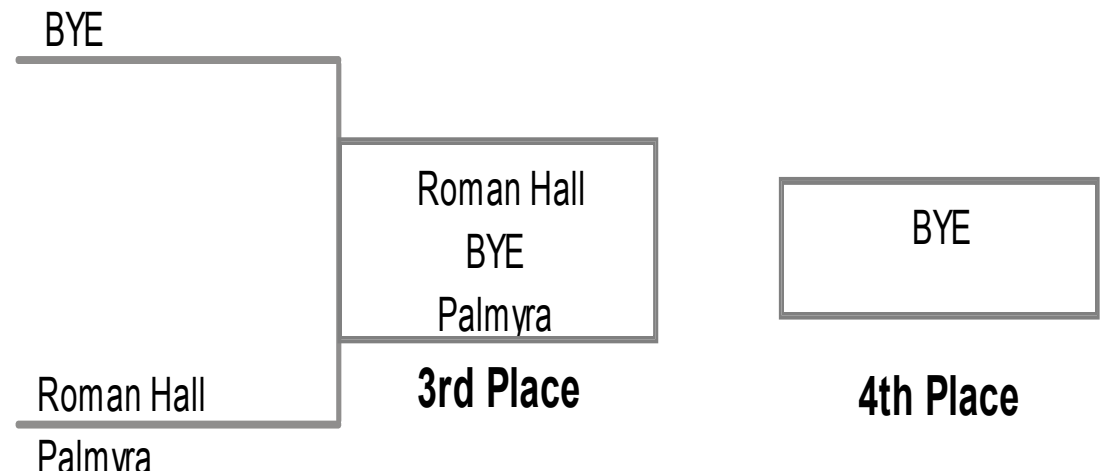 BYE
Roman Hall
BYE
Palmyra
BYE
3rd Place
4th Place
Roman Hall
Palmyra